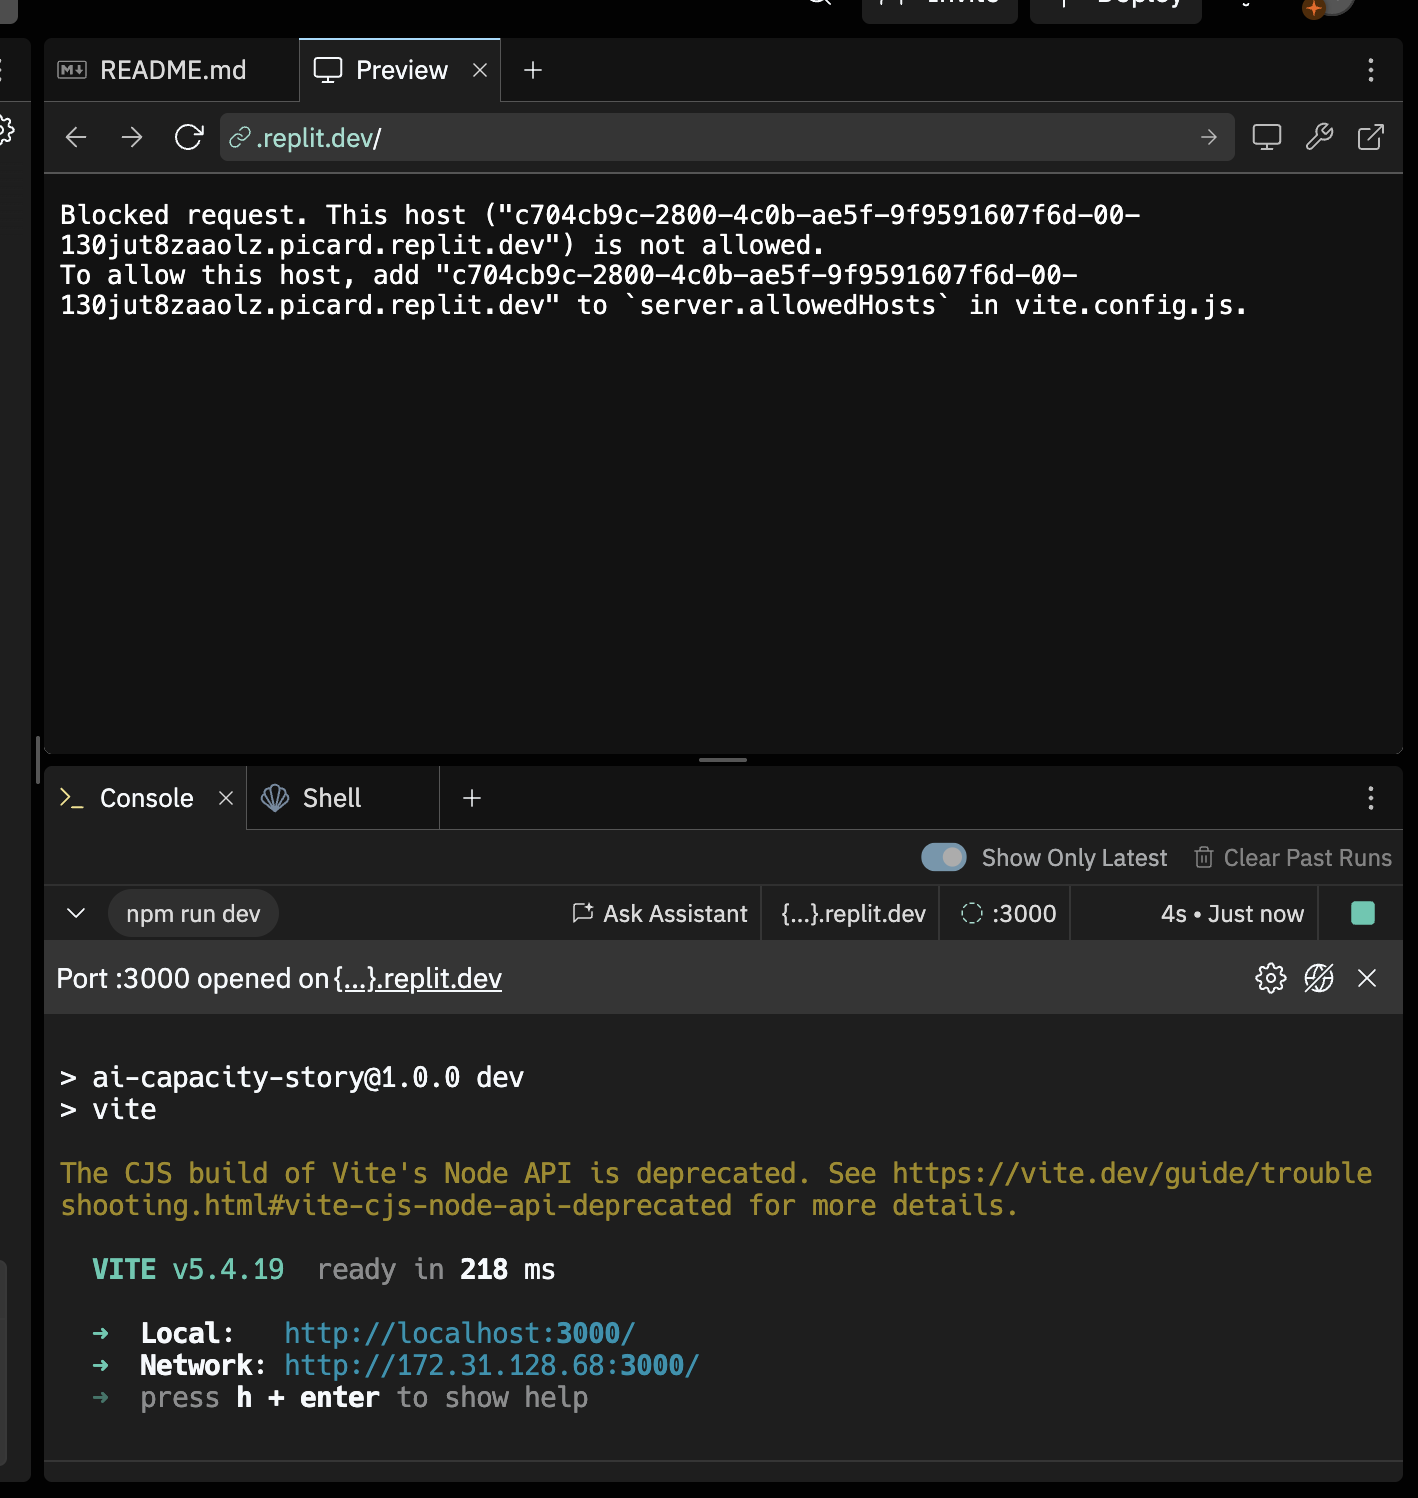 Invite
Deploy
README.md
Preview
.replit.dev/
Blocked request. This host ("c704cb9c-2800-4c0b-ae5f-9f9591607f6d-00-
130jut8zaaolz.picard.replit.dev") is not allowed.
To allow this host, add "c704cb9c-2800-4c0b-ae5f-9f9591607f6d-00-
130jut8zaaolz.picard.replit.dev" to `server.allowedHosts` in vite.config.js.
Console
Shell
Show Only Latest
Clear Past Runs
npm run dev
Ask Assistant
{...}.replit.dev
:3000
4s • Just now
Port :3000 opened on {...}.replit.dev
> ai-capacity-story@1.0.0 dev
> vite
The CJS build of Vite's Node API is deprecated. See https://vite.dev/guide/trouble
shooting.html#vite-cjs-node-api-deprecated for more details.
VITE v5.4.19 ready in 218 ms
➜ Local: http://localhost:3000/
➜ Network: http://172.31.128.68:3000/
➜ press h + enter to show help